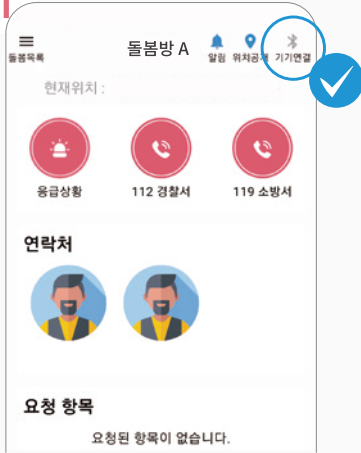 돌봄목록 돌봄방 A 알림 위치공개 기기연결
현재위치 :
응급상황 112 경찰서 119 소방서
연락처
요청 항목
요청된 항목이 없습니다.